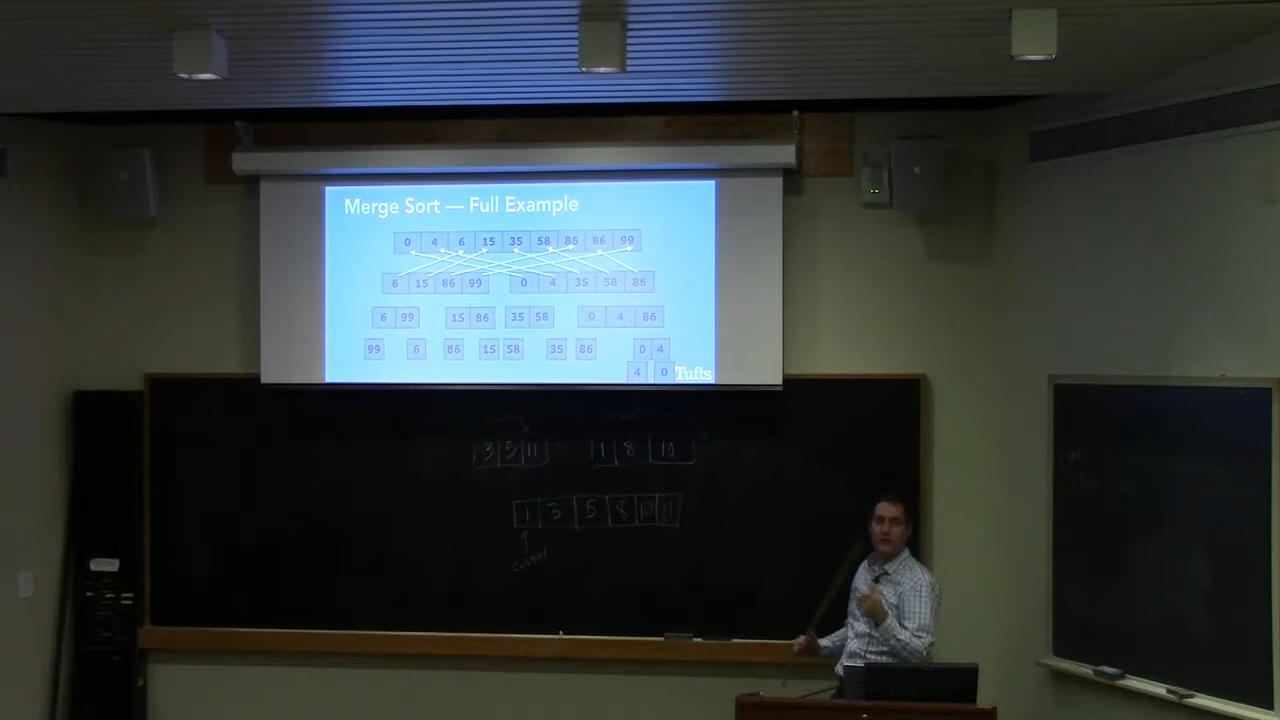 Merge Sort — Full Example
0 4 6 15 35 58 86 86 99
6 15 86 99 0 4 35 58 86
6 99 15 86 35 58 0 4 86
99 6 86 15 58 35 86 0 4
4 0 Tufts
3 5 11 1 8 10
1 3 5 8 10 11
cursor